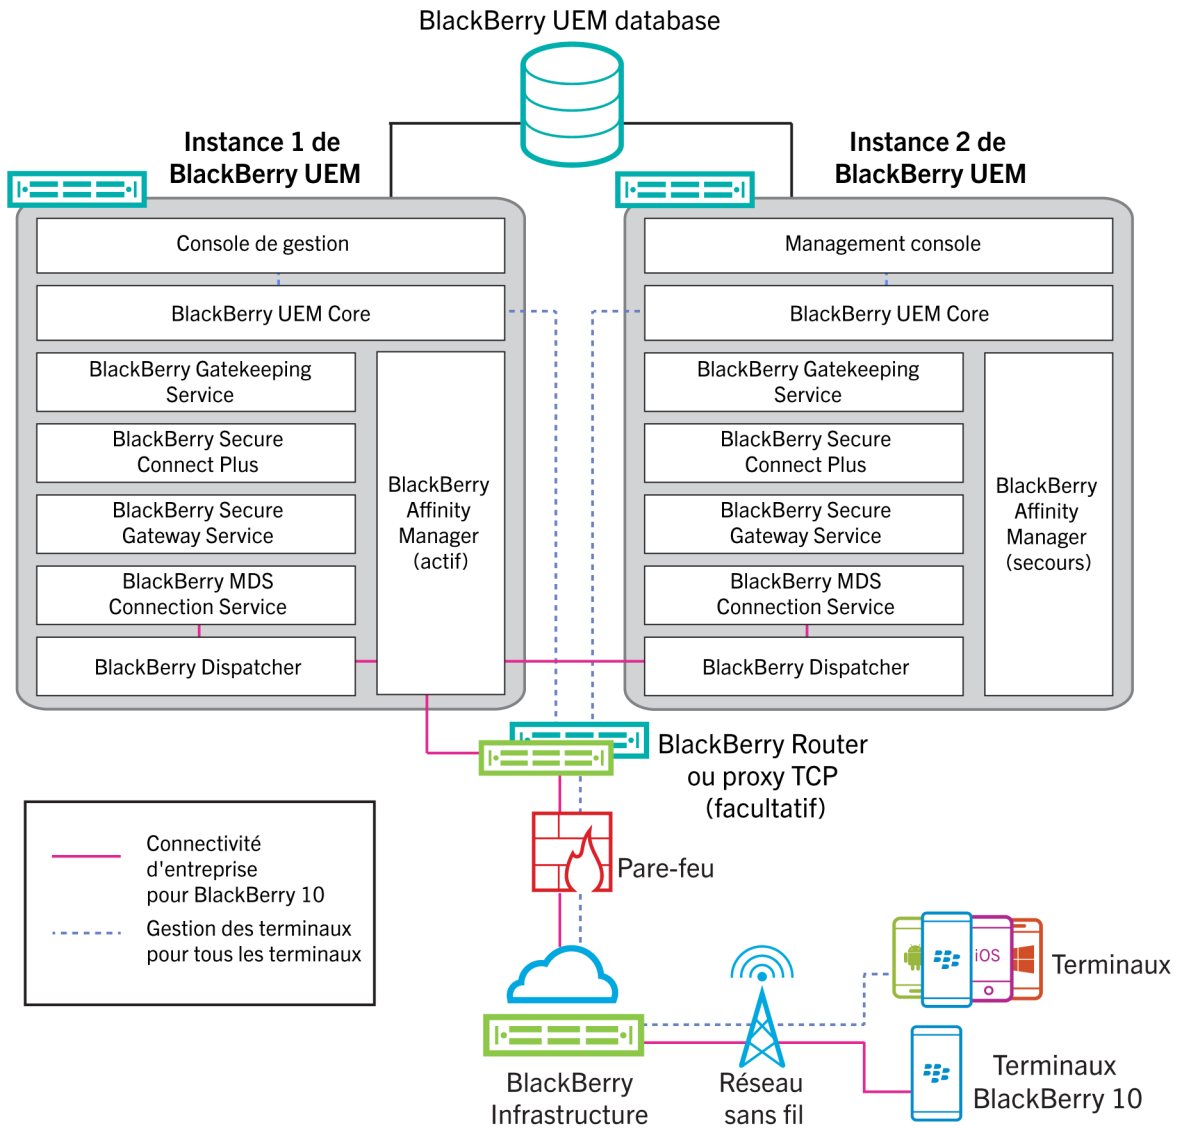 BlackBerry UEM database
Instance 1 de
BlackBerry UEM
Instance 2 de
BlackBerry UEM
Console de gestion
BlackBerry UEM Core
BlackBerry Gatekeeping
Service
BlackBerry Secure
Connect Plus
BlackBerry Secure
Gateway Service
BlackBerry MDS
Connection Service
BlackBerry Dispatcher
BlackBerry
Affinity
Manager
(actif)
Management console
BlackBerry UEM Core
BlackBerry Gatekeeping
Service
BlackBerry Secure
Connect Plus
BlackBerry Secure
Gateway Service
BlackBerry MDS
Connection Service
BlackBerry Dispatcher
BlackBerry
Affinity
Manager
(secours)
BlackBerry Router
ou proxy TCP
(facultatif)
Connectivité
d'entreprise
pour BlackBerry 10
Gestion des terminaux
pour tous les terminaux
Pare-feu
iOS
Terminaux
BlackBerry
Infrastructure
Réseau
sans fil
Terminaux
BlackBerry 10